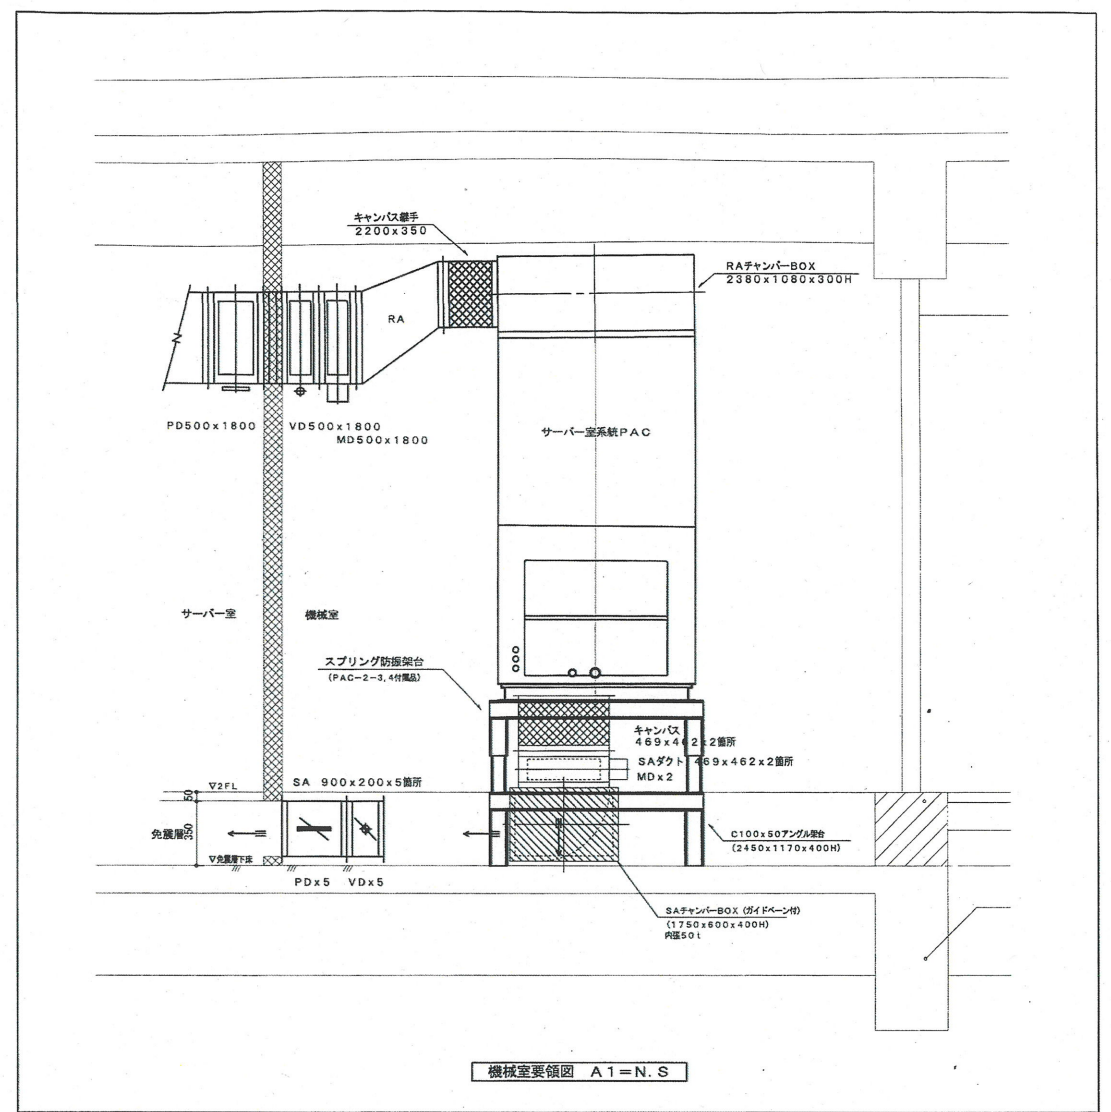 キャンバス継手
2200x350
RAチャンバーBOX
2380x1080x300H
RA
N
PD500x1800
VD500x1800
MD500x1800
サーバー室系統PAC
サーバー室
機械室
スプリング防振架台
(PAC-2-3,4付属品)
キャンバス
469x462x2箇所
SAダクト 469x462x2箇所
MDx2
▽2FL
SA 900x200x5箇所
50
免震層
350
▽免震層下床
PDx5
VDx5
C100x50アングル架台
(2450x1170x400H)
SAチャンバーBOX (ガイドベーン付)
(1750x600x400H)
内張50t
機械室要領図 A1=N.S